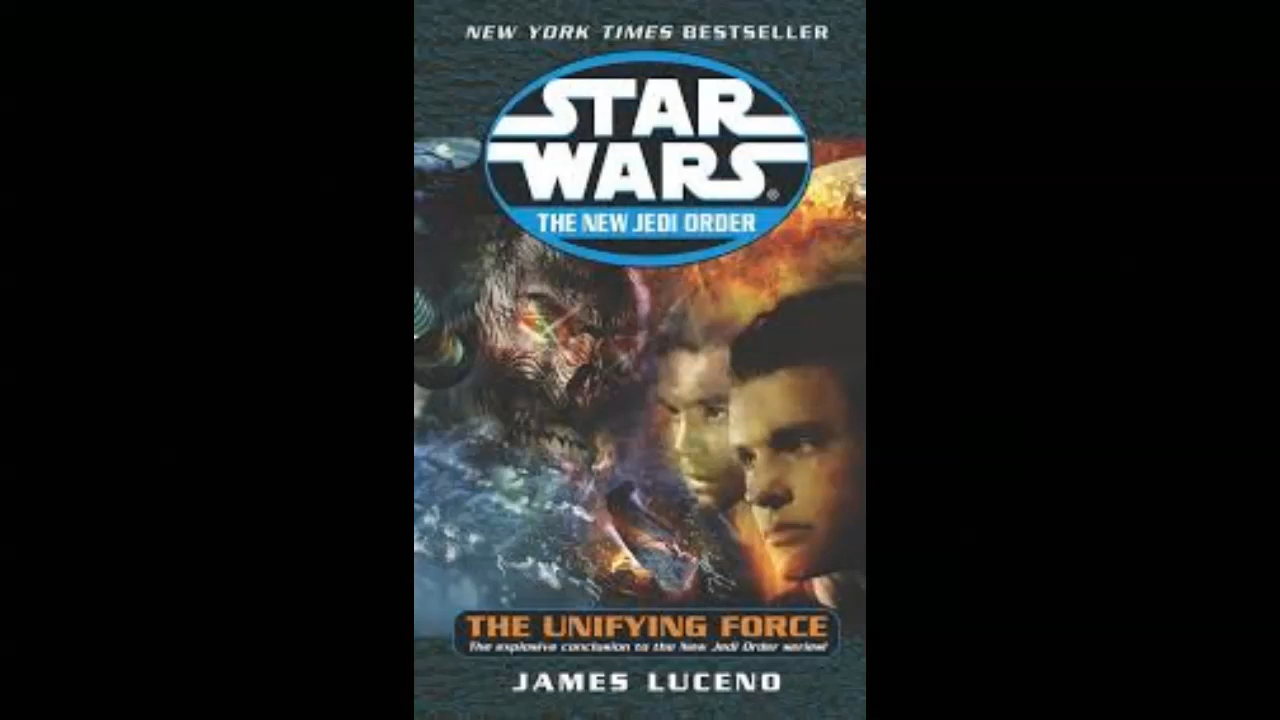 NEW YORK TIMES BESTSELLER
STAR
WARS®
THE NEW JEDI ORDER
THE UNIFYING FORCE
The explosive conclusion to the New Jedi Order series!
JAMES LUCENO